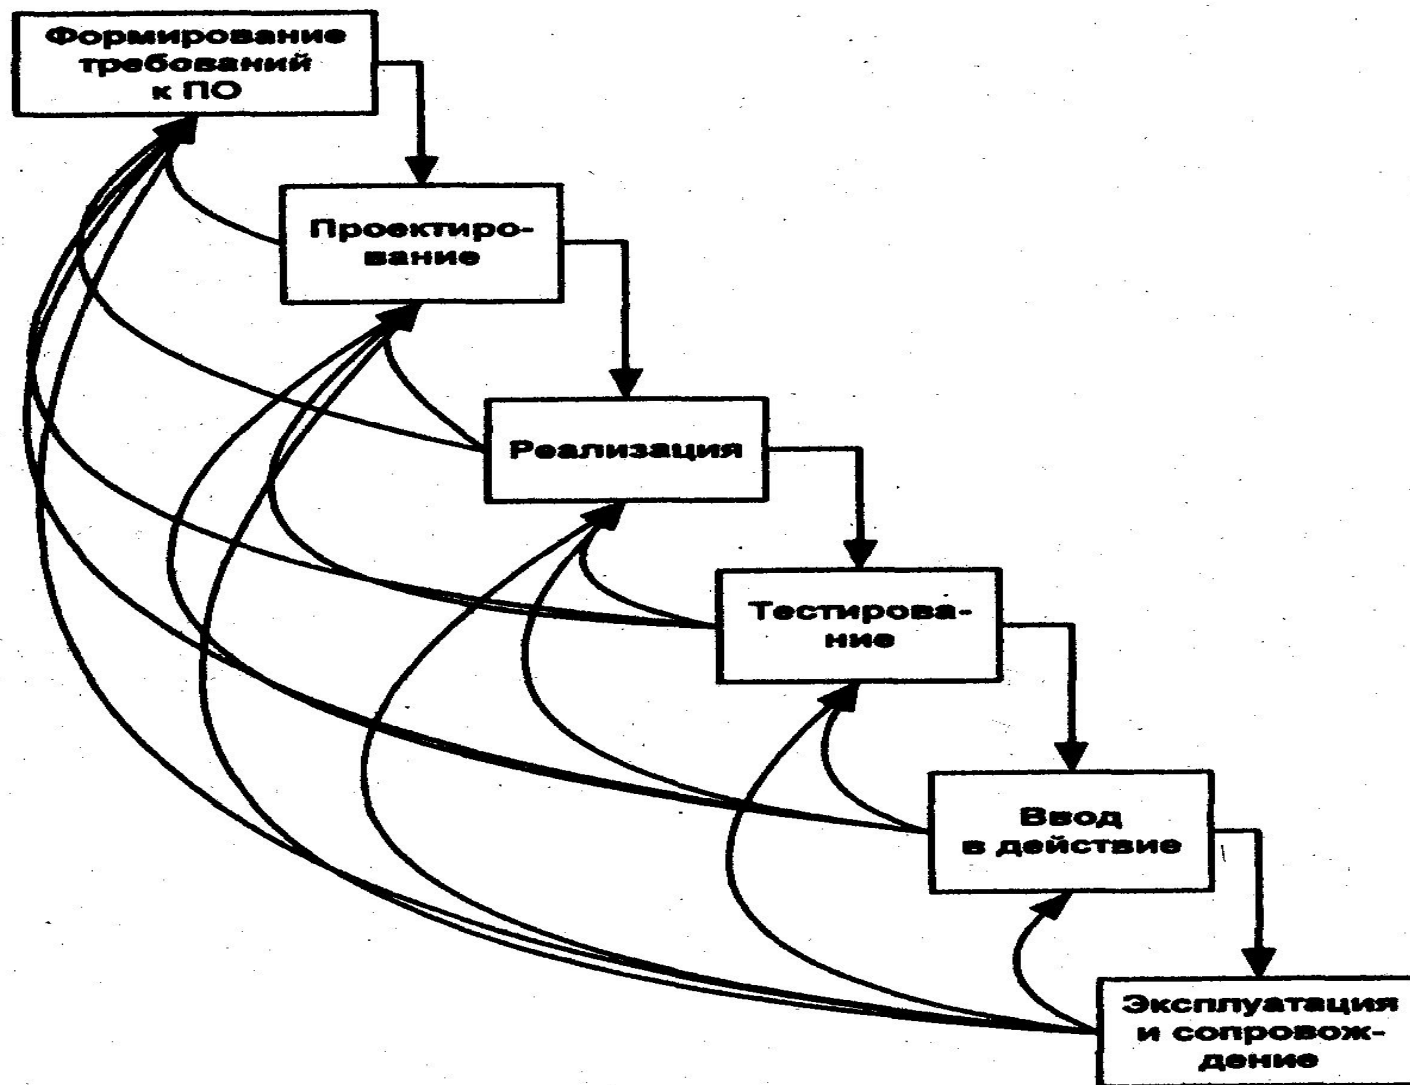 Формирование
требований
к ПО
Проектиро-
вание
Реализация
Тестирова-
ние
Ввод
в действие
Эксплуатация
и сопровож-
дение